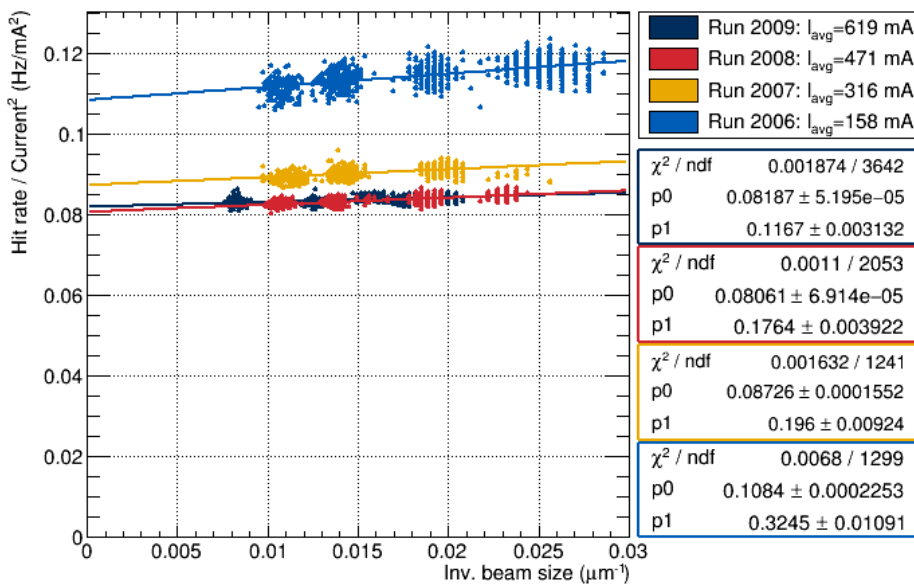 Hit rate / Current² (Hz/mA²)
0.12
0.1
0.08
0.06
0.04
0.02
0
0
0.005
0.01
0.015
0.02
0.025
0.03
Inv. beam size (μm⁻¹)
Run 2009: I_avg=619 mA
Run 2008: I_avg=471 mA
Run 2007: I_avg=316 mA
Run 2006: I_avg=158 mA
χ² / ndf 0.001874 / 3642
p0 0.08187 ± 5.195e−05
p1 0.1167 ± 0.003132
χ² / ndf 0.0011 / 2053
p0 0.08061 ± 6.914e−05
p1 0.1764 ± 0.003922
χ² / ndf 0.001632 / 1241
p0 0.08726 ± 0.0001552
p1 0.196 ± 0.00924
χ² / ndf 0.0068 / 1299
p0 0.1084 ± 0.0002253
p1 0.3245 ± 0.01091